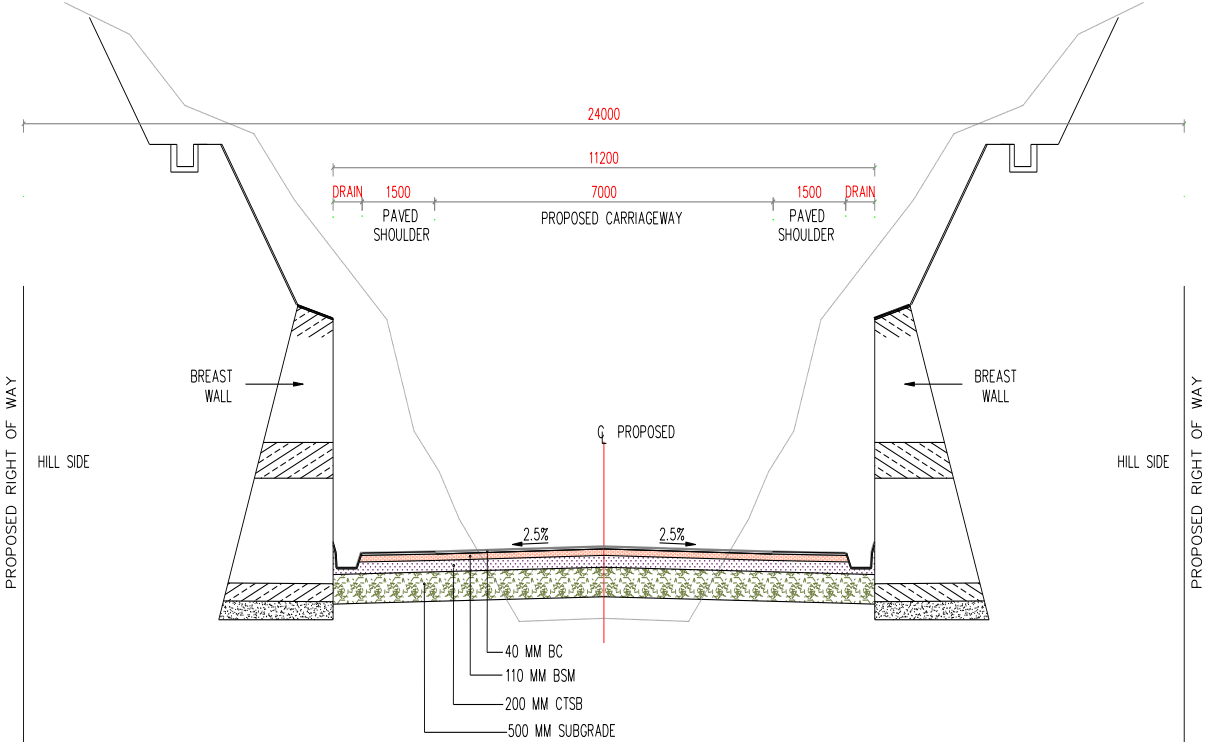 24000
11200
DRAIN 1500 7000 1500 DRAIN
PAVED
SHOULDER
PROPOSED CARRIAGEWAY
PAVED
SHOULDER
BREAST
WALL
BREAST
WALL
℄ PROPOSED
HILL SIDE
HILL SIDE
PROPOSED RIGHT OF WAY
PROPOSED RIGHT OF WAY
2.5% 2.5%
40 MM BC
110 MM BSM
200 MM CTSB
500 MM SUBGRADE